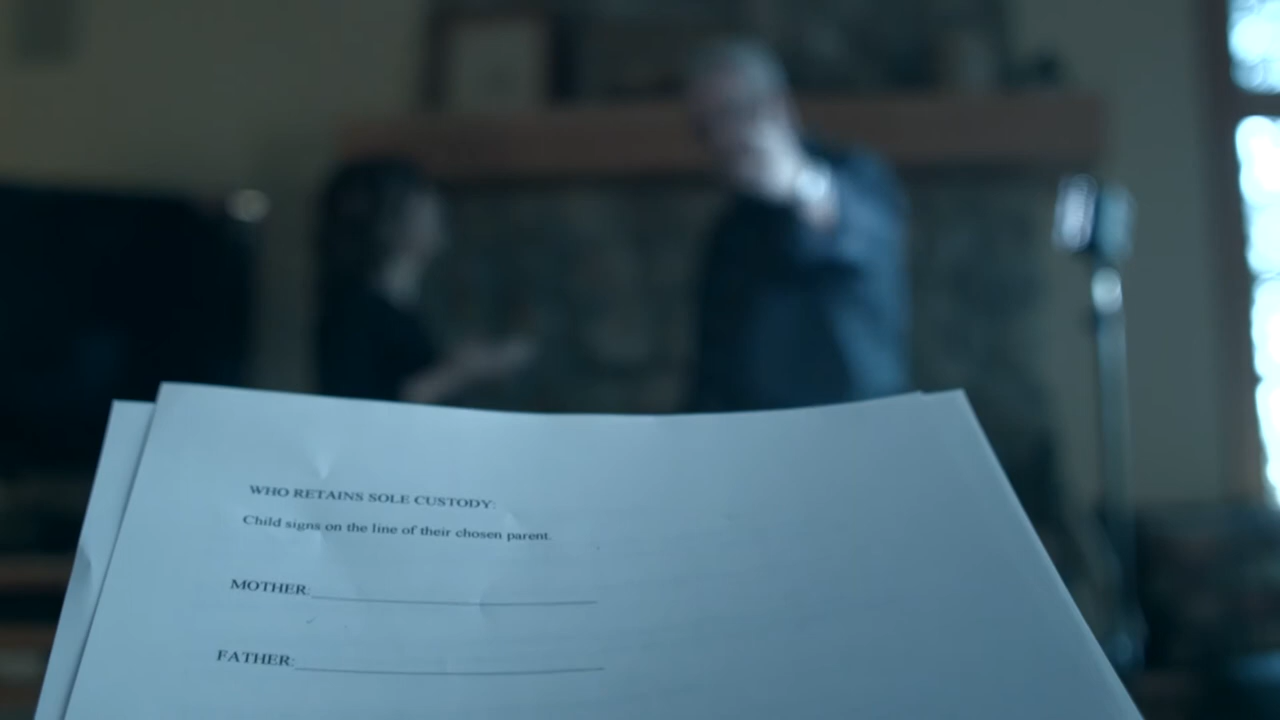 WHO RETAINS SOLE CUSTODY:
Child signs on the line of their chosen parent.
MOTHER:
FATHER: